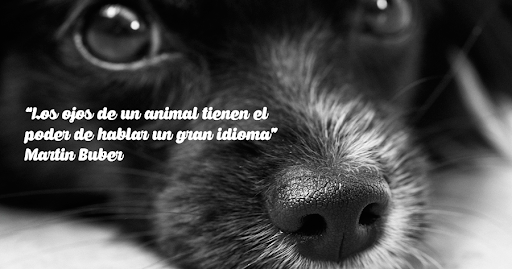 “Los ojos de un animal tienen el
poder de hablar un gran idioma”
Martin Buber